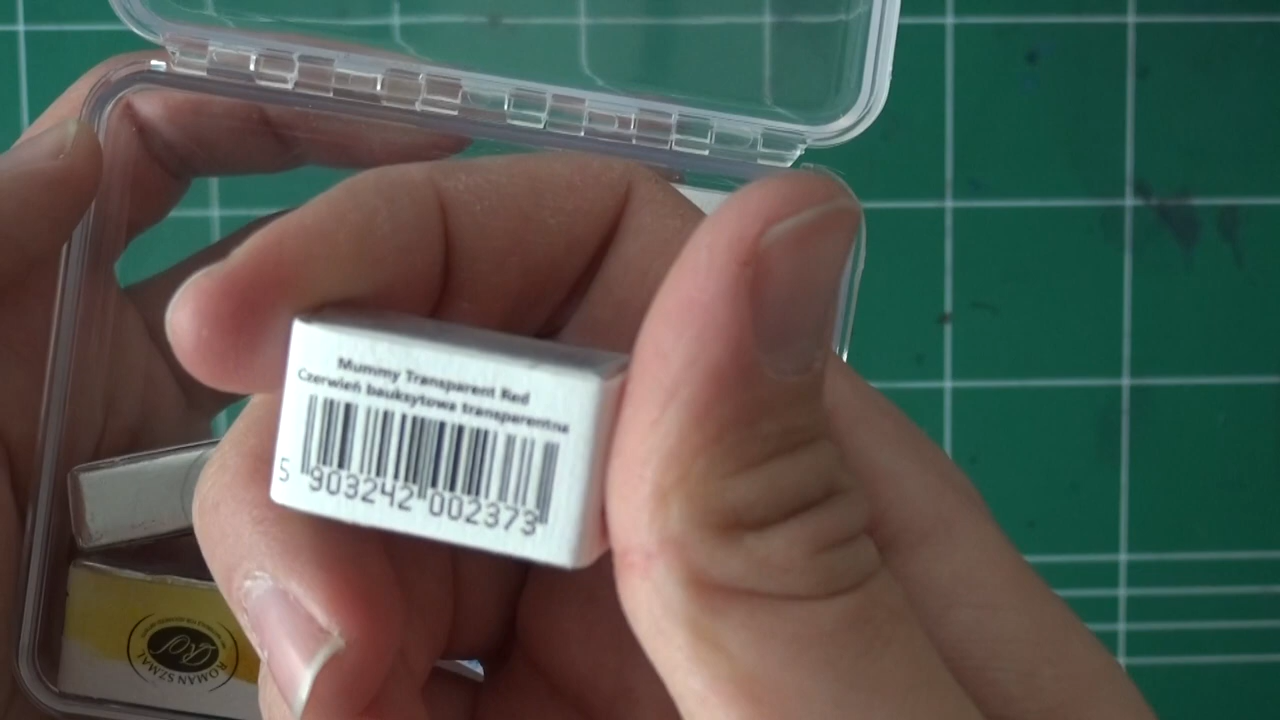 Mummy Transparent Red
Czerwień bauksytowa transparentna
5 903242 002373
ROMAN SZMAL